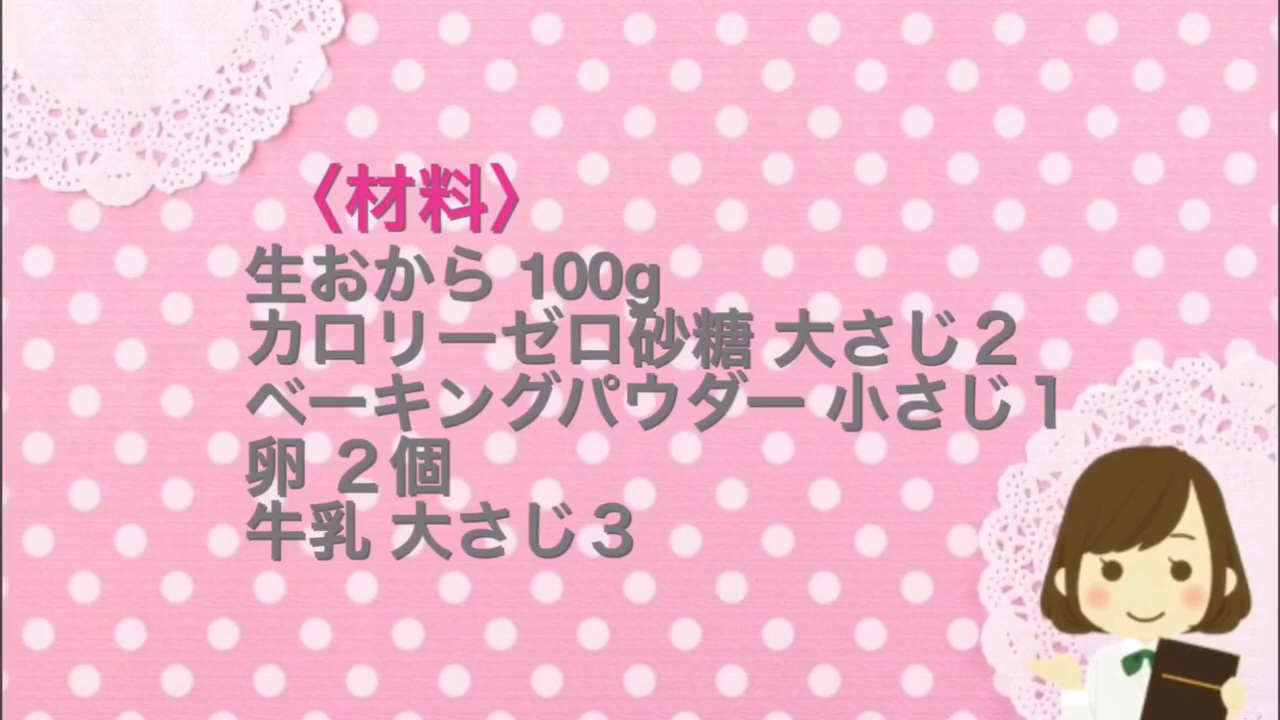 〈材料〉
生おから 100g
カロリーゼロ砂糖 大さじ２
ベーキングパウダー 小さじ１
卵 ２個
牛乳 大さじ３